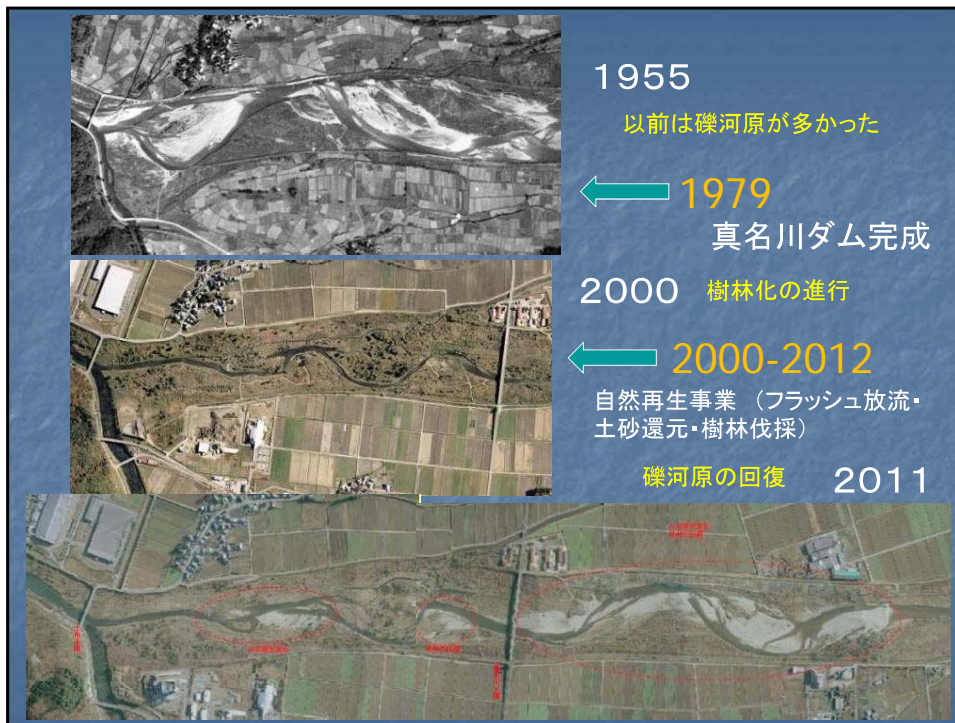 1955
以前は礫河原が多かった
1979
真名川ダム完成
2000 樹林化の進行
2000-2012
自然再生事業 （フラッシュ放流・
土砂還元・樹林伐採）
礫河原の回復 2011